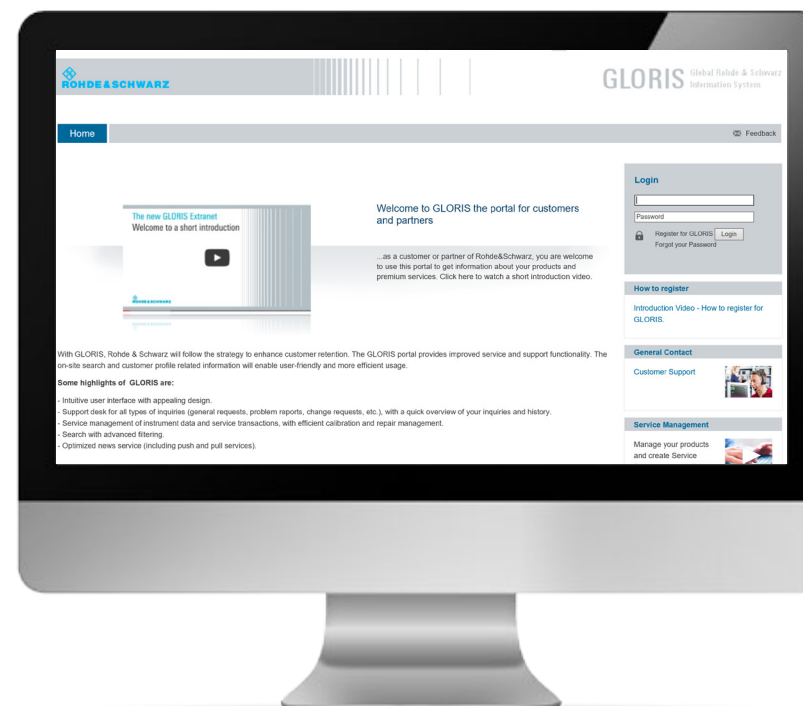 ROHDE&SCHWARZ
GLORIS Global Rohde & Schwarz
Information System
Home
Feedback
The new GLORIS Extranet
Welcome to a short introduction
ROHDE&SCHWARZ
Welcome to GLORIS the portal for customers
and partners
...as a customer or partner of Rohde&Schwarz, you are welcome
to use this portal to get information about your products and
premium services. Click here to watch a short introduction video.
With GLORIS, Rohde & Schwarz will follow the strategy to enhance customer retention. The GLORIS portal provides improved service and support functionality. The
on-site search and customer profile related information will enable user-friendly and more efficient usage.
Some highlights of GLORIS are:
- Intuitive user interface with appealing design.
- Support desk for all types of inquiries (general requests, problem reports, change requests, etc.), with a quick overview of your inquiries and history.
- Service management of instrument data and service transactions, with efficient calibration and repair management.
- Search with advanced filtering.
- Optimized news service (including push and pull services).
Login
Password
Register for GLORIS Login
Forgot your Password
How to register
Introduction Video - How to register for
GLORIS.
General Contact
Customer Support
Service Management
Manage your products
and create Service